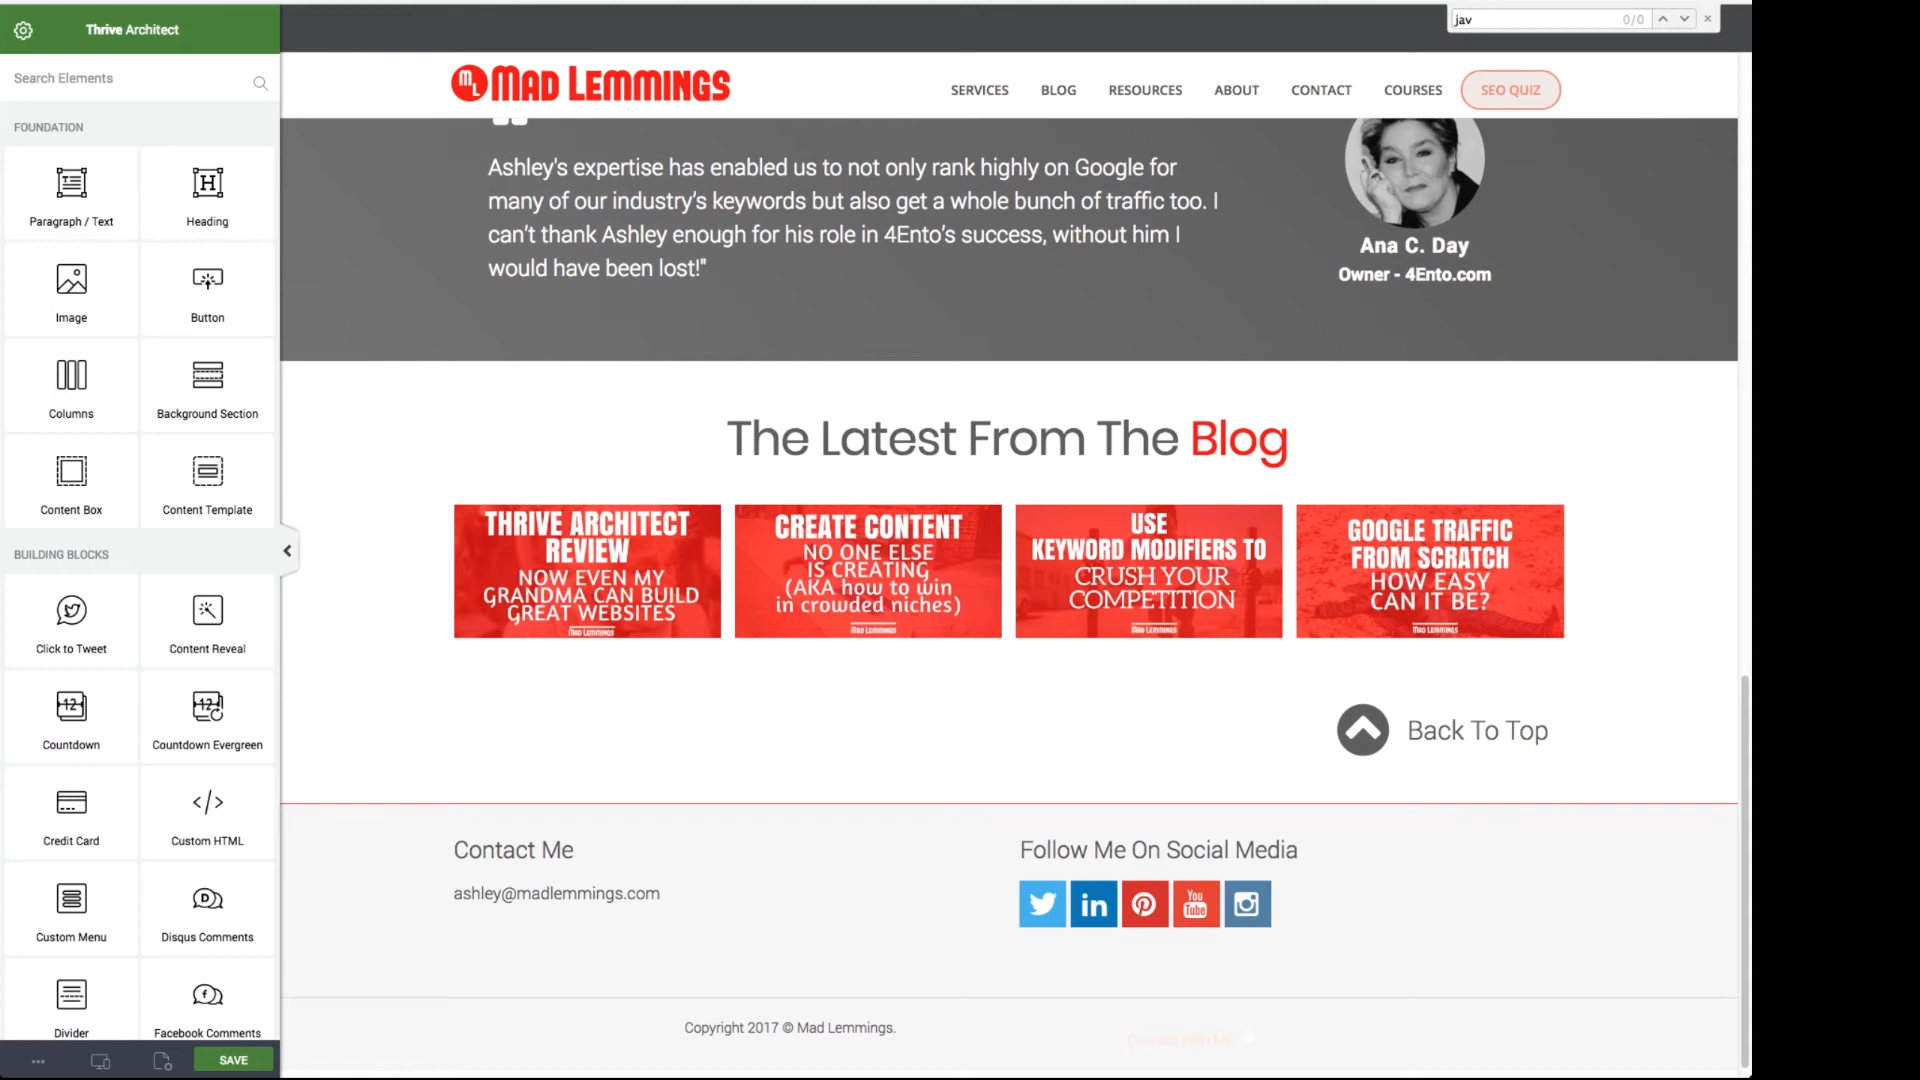 Thrive Architect
jav
0/0
Search Elements
MAD LEMMINGS
SERVICES
BLOG
RESOURCES
ABOUT
CONTACT
COURSES
SEO QUIZ
FOUNDATION
Paragraph / Text
Heading
Image
Button
Columns
Background Section
Content Box
Content Template
BUILDING BLOCKS
Click to Tweet
Content Reveal
Countdown
Countdown Evergreen
Credit Card
Custom HTML
Custom Menu
Disqus Comments
Divider
Facebook Comments
SAVE
Ashley's expertise has enabled us to not only rank highly on Google for
many of our industry's keywords but also get a whole bunch of traffic too. I
can't thank Ashley enough for his role in 4Ento's success, without him I
would have been lost!"
Ana C. Day
Owner - 4Ento.com
The Latest From The Blog
THRIVE ARCHITECT
REVIEW
NOW EVEN MY
GRANDMA CAN BUILD
GREAT WEBSITES
MAD LEMMINGS
CREATE CONTENT
NO ONE ELSE
IS CREATING
(AKA how to win
in crowded niches)
MAD LEMMINGS
USE
KEYWORD MODIFIERS TO
CRUSH YOUR
COMPETITION
MAD LEMMINGS
GOOGLE TRAFFIC
FROM SCRATCH
HOW EASY
CAN IT BE?
MAD LEMMINGS
Back To Top
Contact Me
ashley@madlemmings.com
Follow Me On Social Media
You
Tube
Copyright 2017 © Mad Lemmings.